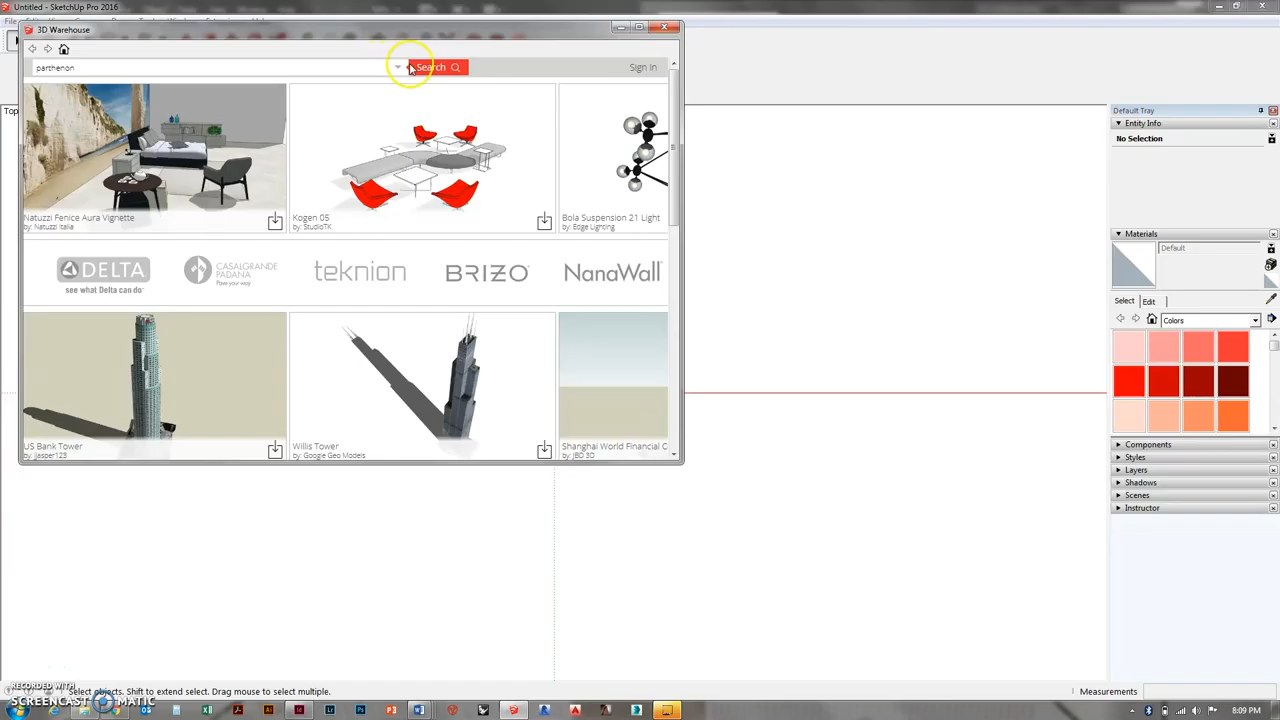 Untitled - SketchUp Pro 2016
3D Warehouse
parthenon
Search
Sign In
Natuzzi Fenice Aura Vignette
by: Natuzzi Italia
Kogen 05
by: StudioTK
Bola Suspension 21 Light
by: Edge Lighting
DELTA
see what Delta can do
CASALGRANDE
PADANA
Pave your way
teknion
BRIZO
NanaWall
US Bank Tower
by: Jjasper123
Willis Tower
by: Google Geo Models
Shanghai World Financial C
by: JBD 3D
Top
Default Tray
Entity Info
No Selection
Materials
Default
Select
Edit
Colors
Components
Styles
Layers
Shadows
Scenes
Instructor
RECORDED WITH
SCREENCAST MATIC
Select objects. Shift to extend select. Drag mouse to select multiple.
Measurements
8:09 PM